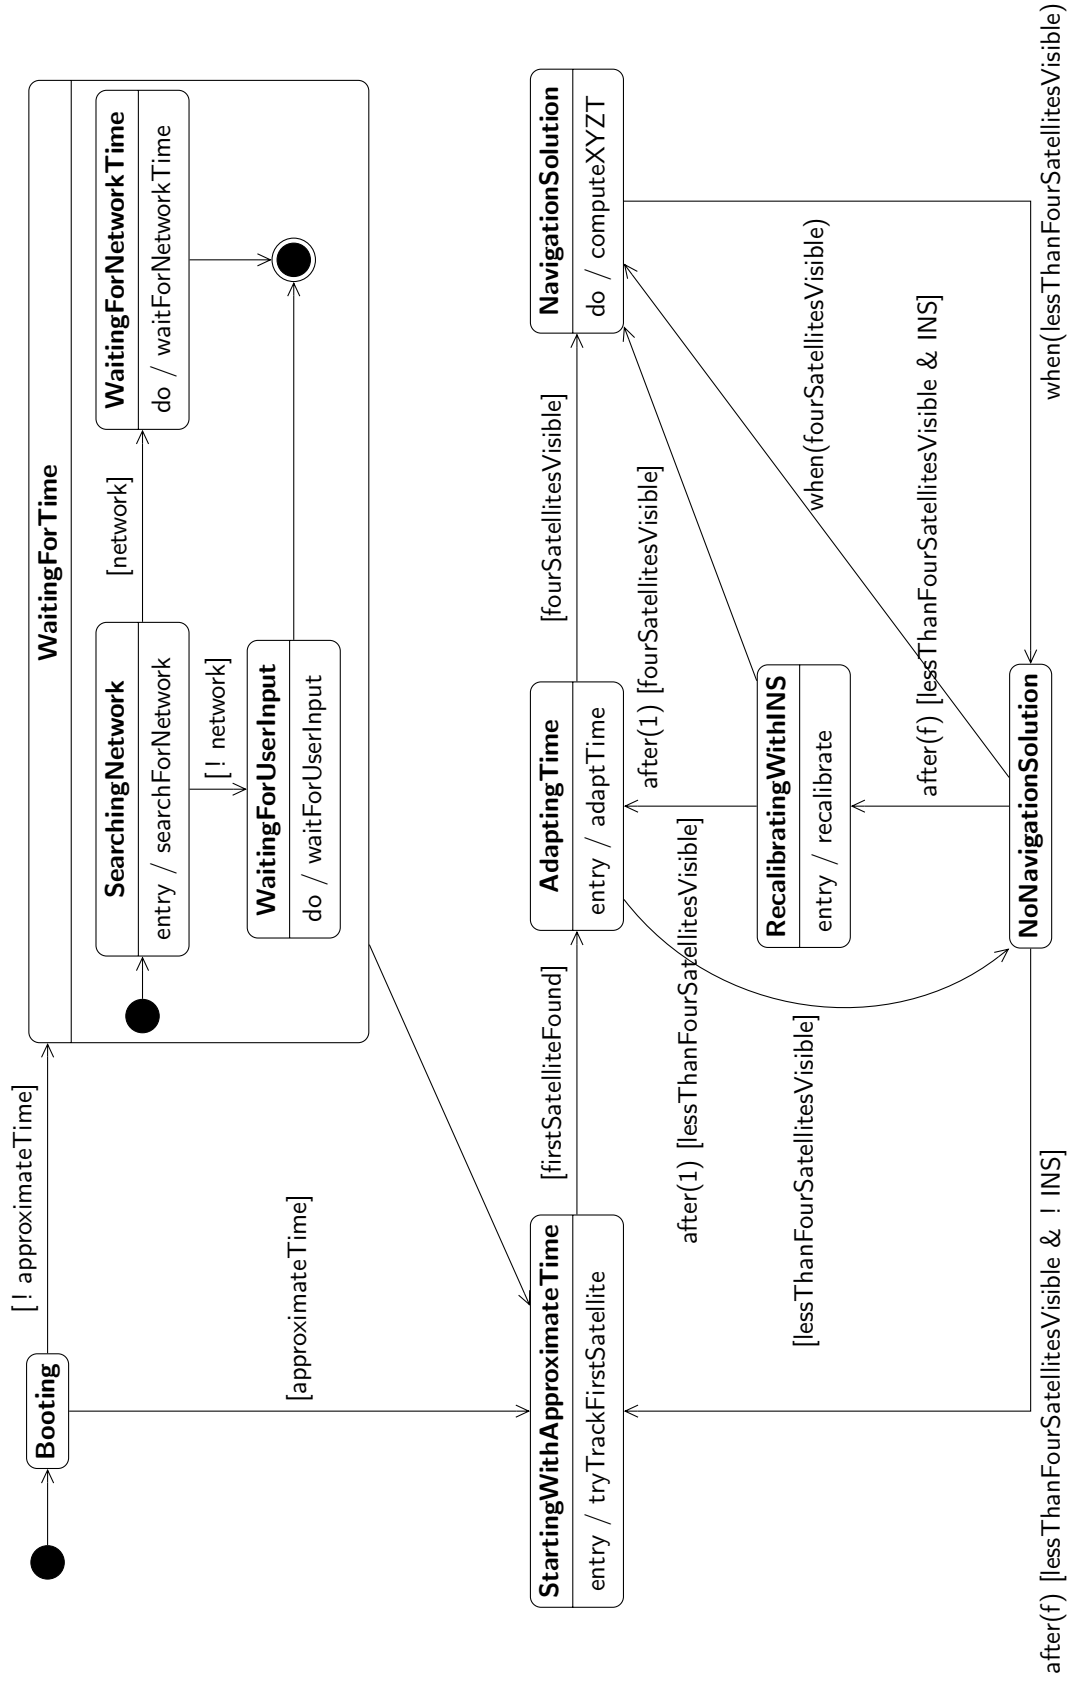 Booting
[! approximateTime]
[approximateTime]
WaitingForTime
SearchingNetwork
entry / searchForNetwork
[network]
WaitingForNetworkTime
do / waitForNetworkTime
[! network]
WaitingForUserInput
do / waitForUserInput
StartingWithApproximateTime
entry / tryTrackFirstSatellite
[firstSatelliteFound]
AdaptingTime
entry / adaptTime
[fourSatellitesVisible]
NavigationSolution
do / computeXYZT
after(1) [fourSatellitesVisible]
after(1) [lessThanFourSatellitesVisible]
RecalibratingWithINS
entry / recalibrate
[lessThanFourSatellitesVisible]
when(fourSatellitesVisible)
after(f) [lessThanFourSatellitesVisible & INS]
NoNavigationSolution
after(f) [lessThanFourSatellitesVisible & ! INS]
when(lessThanFourSatellitesVisible)